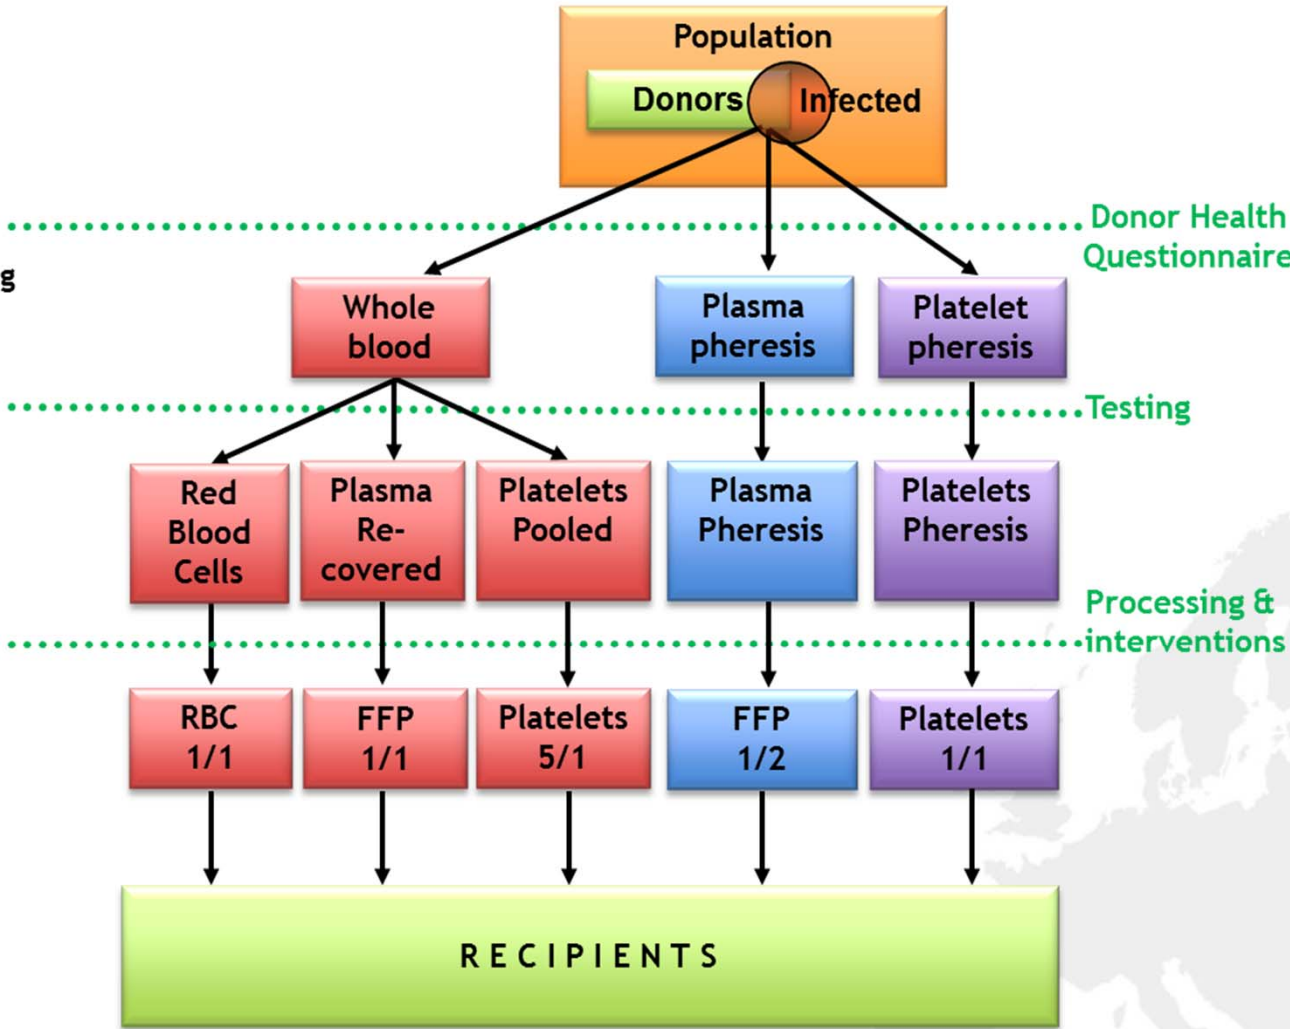 Population
Donors Infected
Donor Health
Questionnaire
g
Whole
blood
Plasma
pheresis
Platelet
pheresis
Testing
Red
Blood
Cells
Plasma
Re-
covered
Platelets
Pooled
Plasma
Pheresis
Platelets
Pheresis
Processing &
interventions
RBC
1/1
FFP
1/1
Platelets
5/1
FFP
1/2
Platelets
1/1
RECIPIENTS